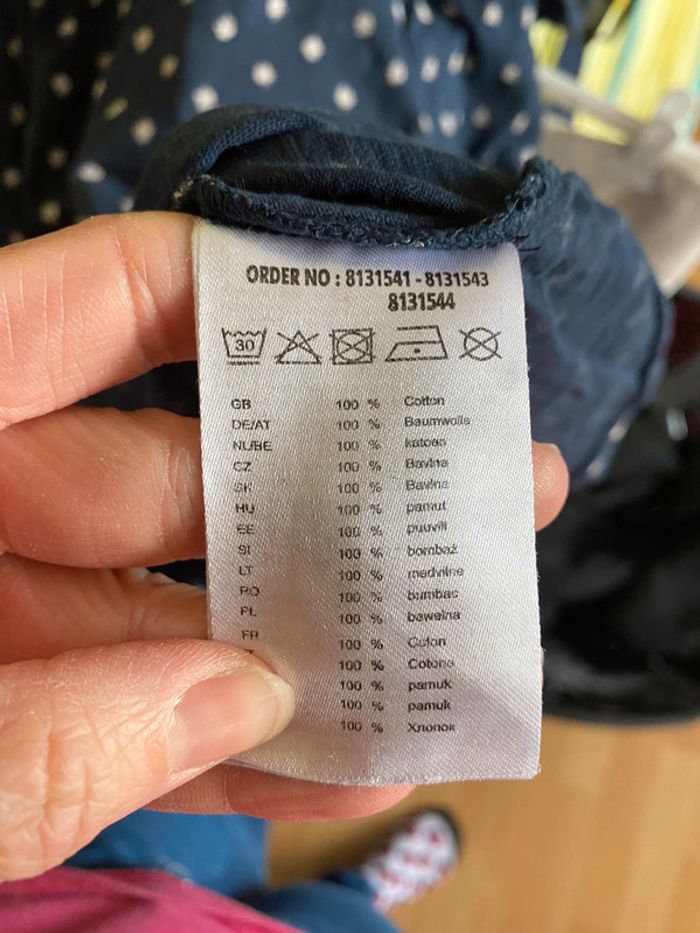 ORDER NO : 8131541 - 8131543
8131544
30
GB 100 % Cotton
DE/AT 100 % Baumwolle
NL/BE 100 % katoen
CZ 100 % Bavlna
SK 100 % Bavlna
HU 100 % pamut
EE 100 % puuvill
SI 100 % bombaž
LT 100 % medvilnė
RO 100 % bumbac
PL 100 % bawełna
FR 100 % Coton
100 % Cotone
100 % pamuk
100 % pamuk
100 % Хлопок